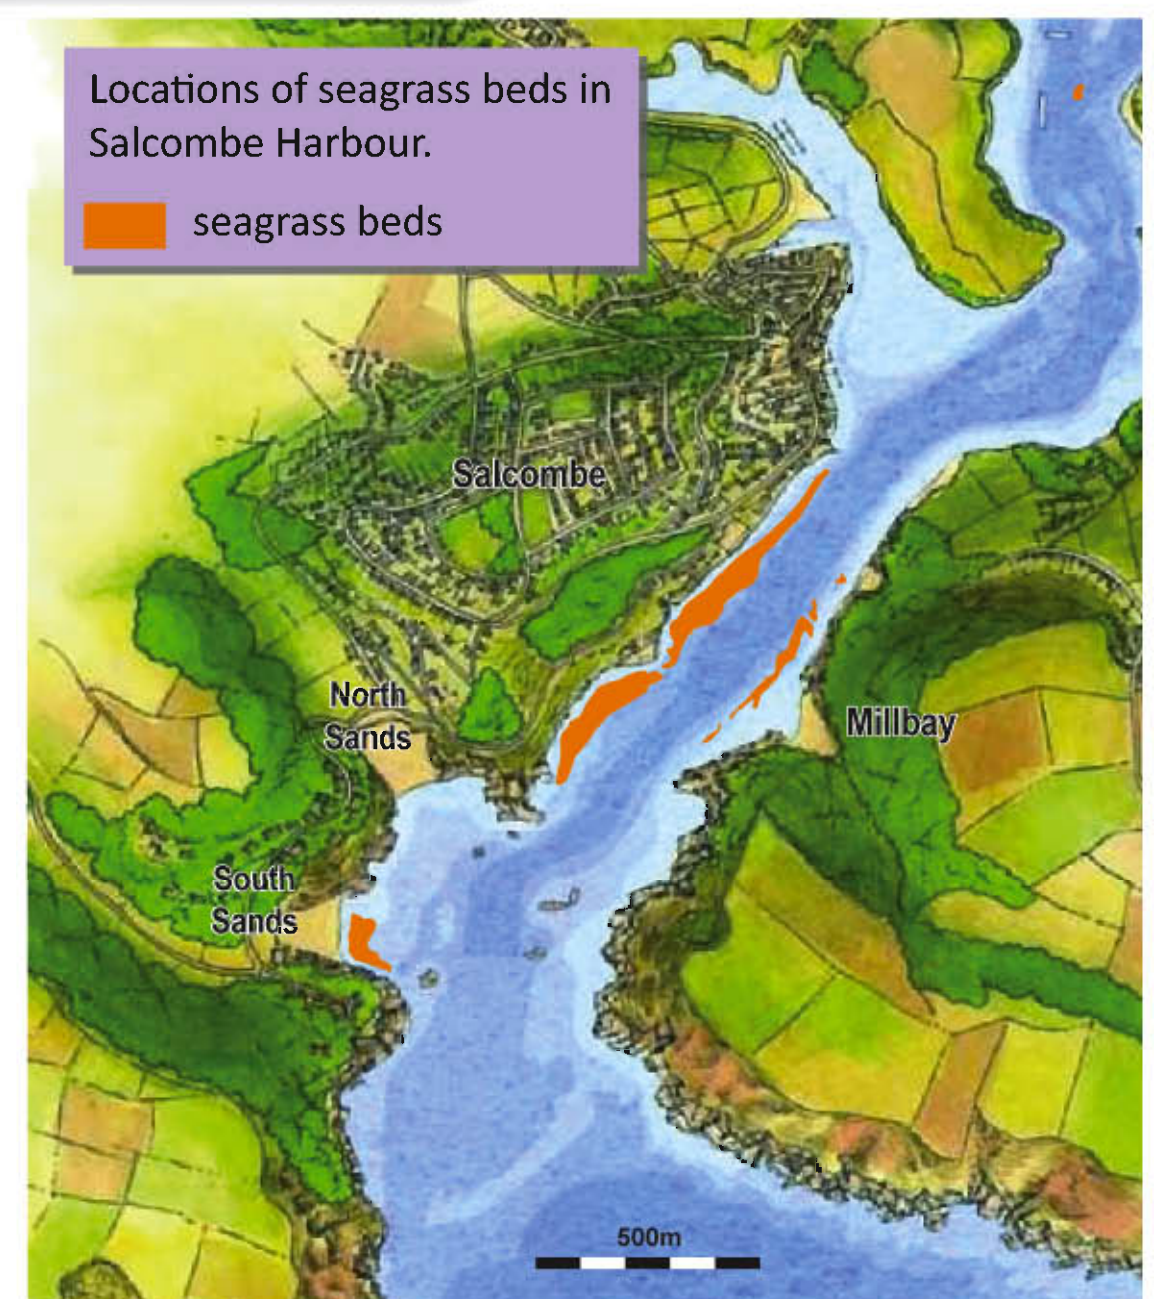 Locations of seagrass beds in
Salcombe Harbour.
seagrass beds
Salcombe
North
Sands
Millbay
South
Sands
500m